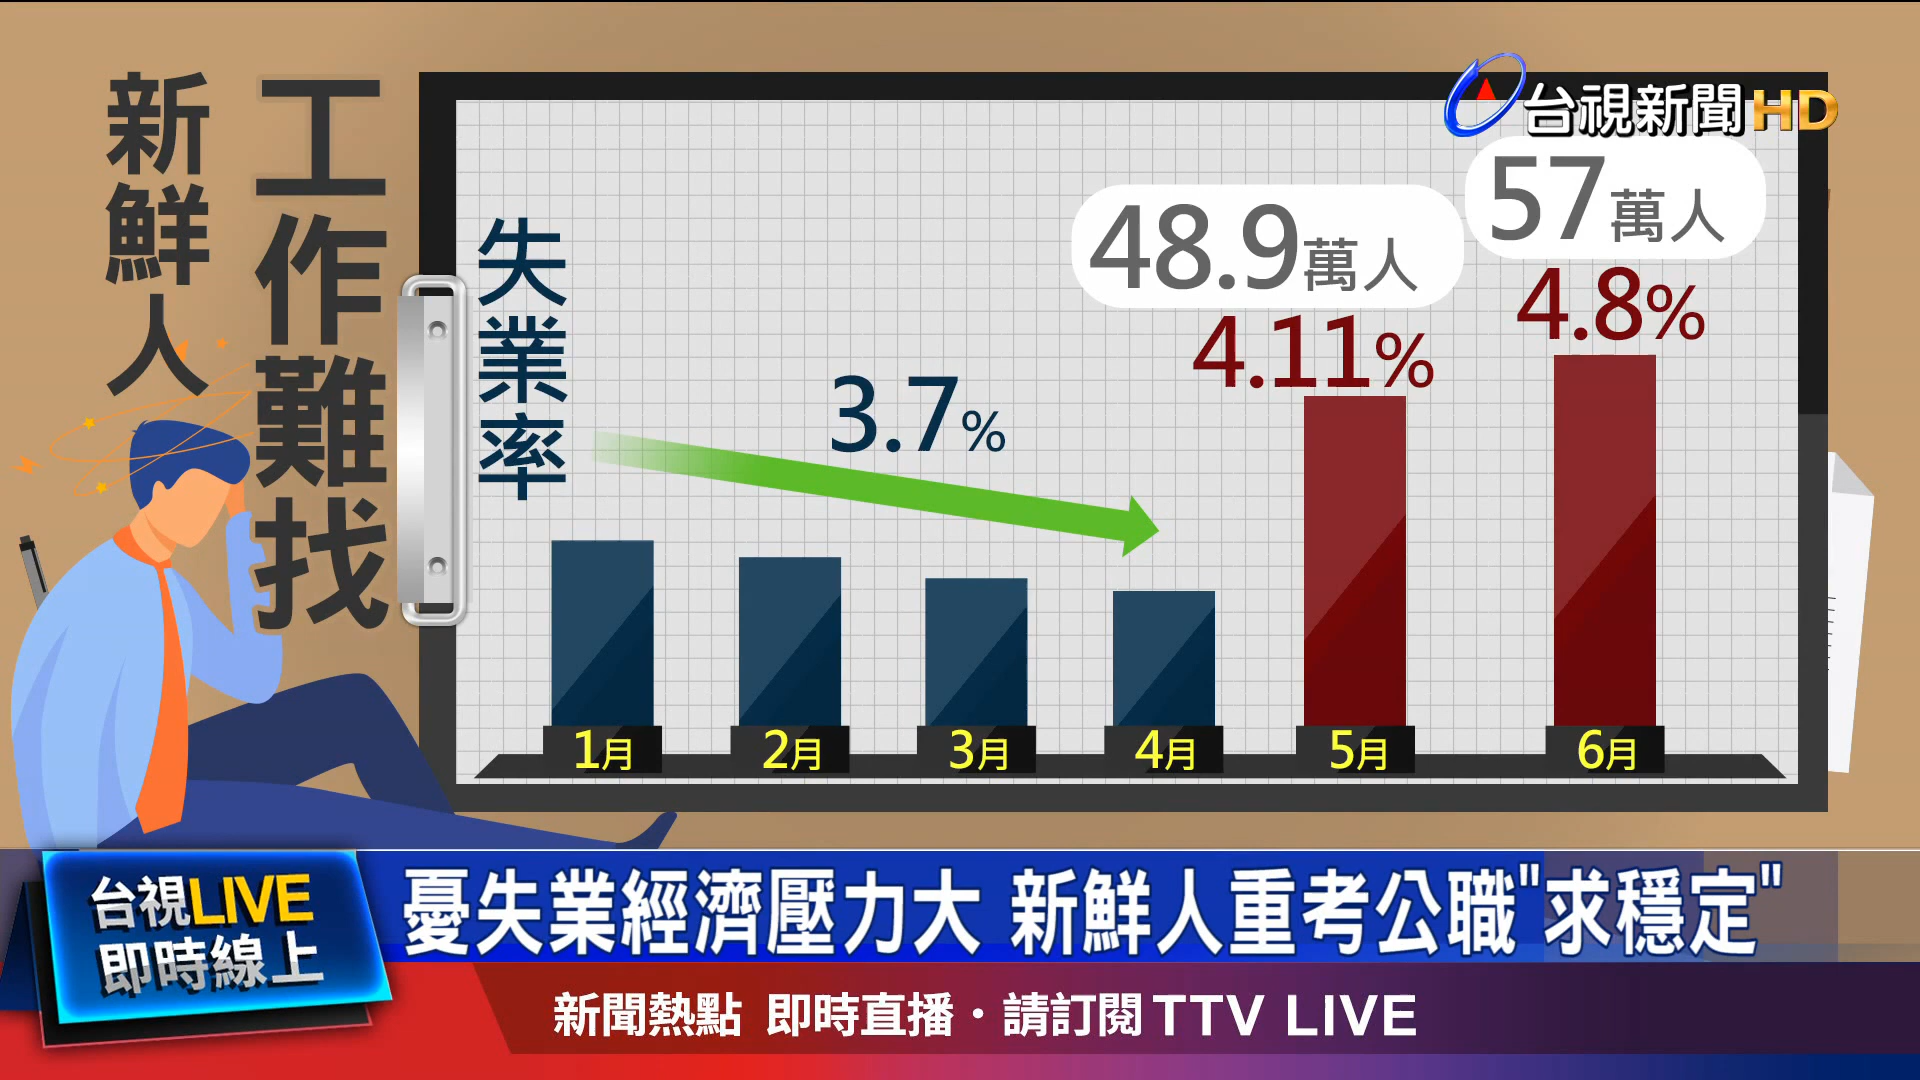 台視新聞HD
新鮮人
工作難找
失業率
3.7%
48.9萬人
4.11%
57萬人
4.8%
1月
2月
3月
4月
5月
6月
台視LIVE
即時線上
憂失業經濟壓力大 新鮮人重考公職"求穩定"
新聞熱點 即時直播·請訂閱TTV LIVE